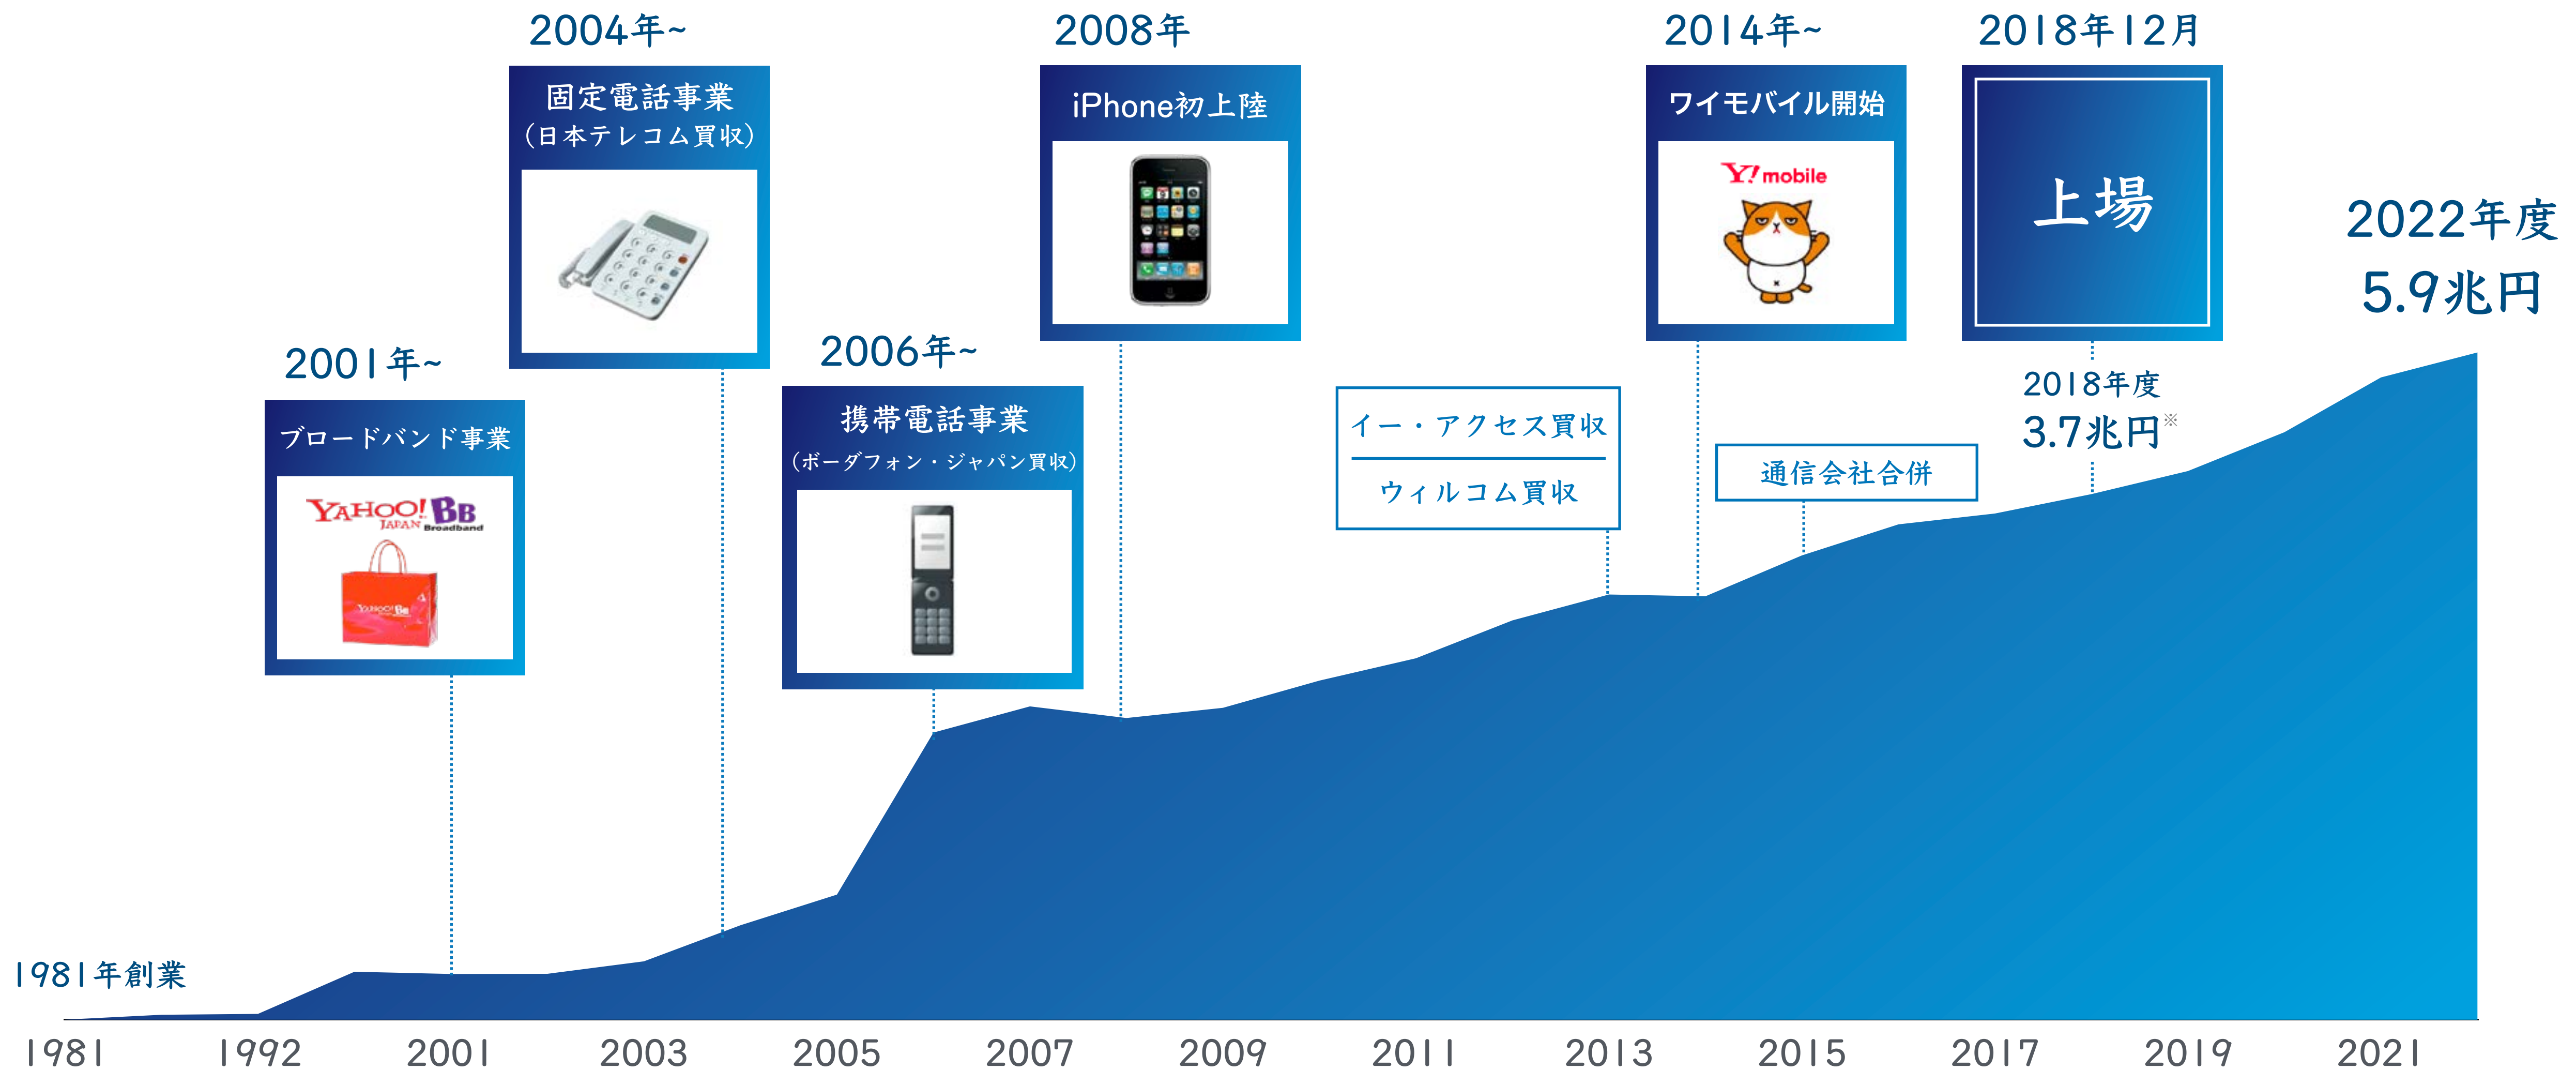 2004年~
固定電話事業
(日本テレコム買収)
2008年
iPhone初上陸
2014年~
ワイモバイル開始
Y!mobile
2018年12月
上場
2022年度
5.9兆円
2001年~
ブロードバンド事業
YAHOO! BB
JAPAN Broadband
YAHOO! BB
2006年~
携帯電話事業
(ボーダフォン・ジャパン買収)
イー・アクセス買収
ウィルコム買収
通信会社合併
2018年度
3.7兆円※
1981年創業
1981 1992 2001 2003 2005 2007 2009 2011 2013 2015 2017 2019 2021